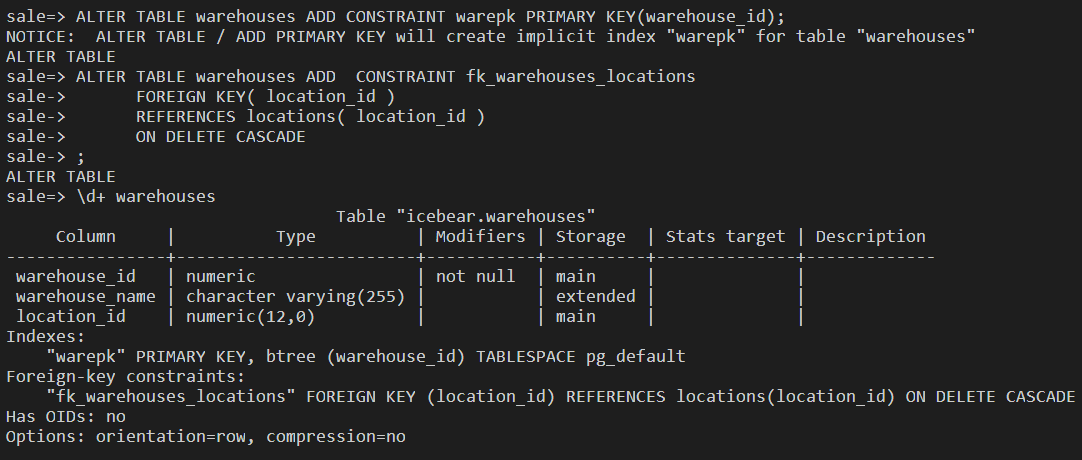 sale=> ALTER TABLE warehouses ADD CONSTRAINT warepk PRIMARY KEY(warehouse_id);
NOTICE:  ALTER TABLE / ADD PRIMARY KEY will create implicit index "warepk" for table "warehouses"
ALTER TABLE
sale=> ALTER TABLE warehouses ADD  CONSTRAINT fk_warehouses_locations
sale->       FOREIGN KEY( location_id )
sale->       REFERENCES locations( location_id )
sale->       ON DELETE CASCADE
sale-> ;
ALTER TABLE
sale=> \d+ warehouses
                                 Table "icebear.warehouses"
     Column     |          Type          | Modifiers | Storage  | Stats target | Description
----------------+------------------------+-----------+----------+--------------+-------------
 warehouse_id   | numeric                | not null  | main     |              |
 warehouse_name | character varying(255) |           | extended |              |
 location_id    | numeric(12,0)          |           | main     |              |
Indexes:
    "warepk" PRIMARY KEY, btree (warehouse_id) TABLESPACE pg_default
Foreign-key constraints:
    "fk_warehouses_locations" FOREIGN KEY (location_id) REFERENCES locations(location_id) ON DELETE CASCADE
Has OIDs: no
Options: orientation=row, compression=no